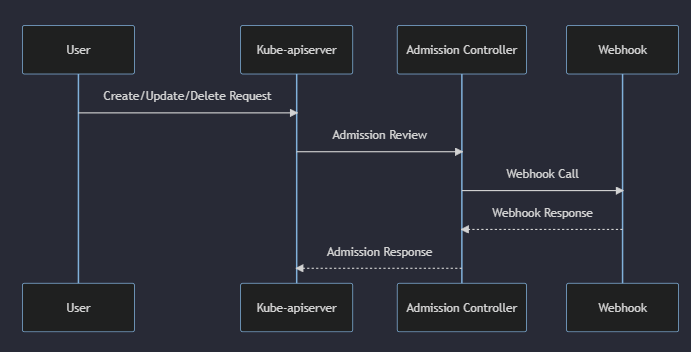 User
Kube-apiserver
Admission Controller
Webhook
Create/Update/Delete Request
Admission Review
Webhook Call
Webhook Response
Admission Response
User
Kube-apiserver
Admission Controller
Webhook